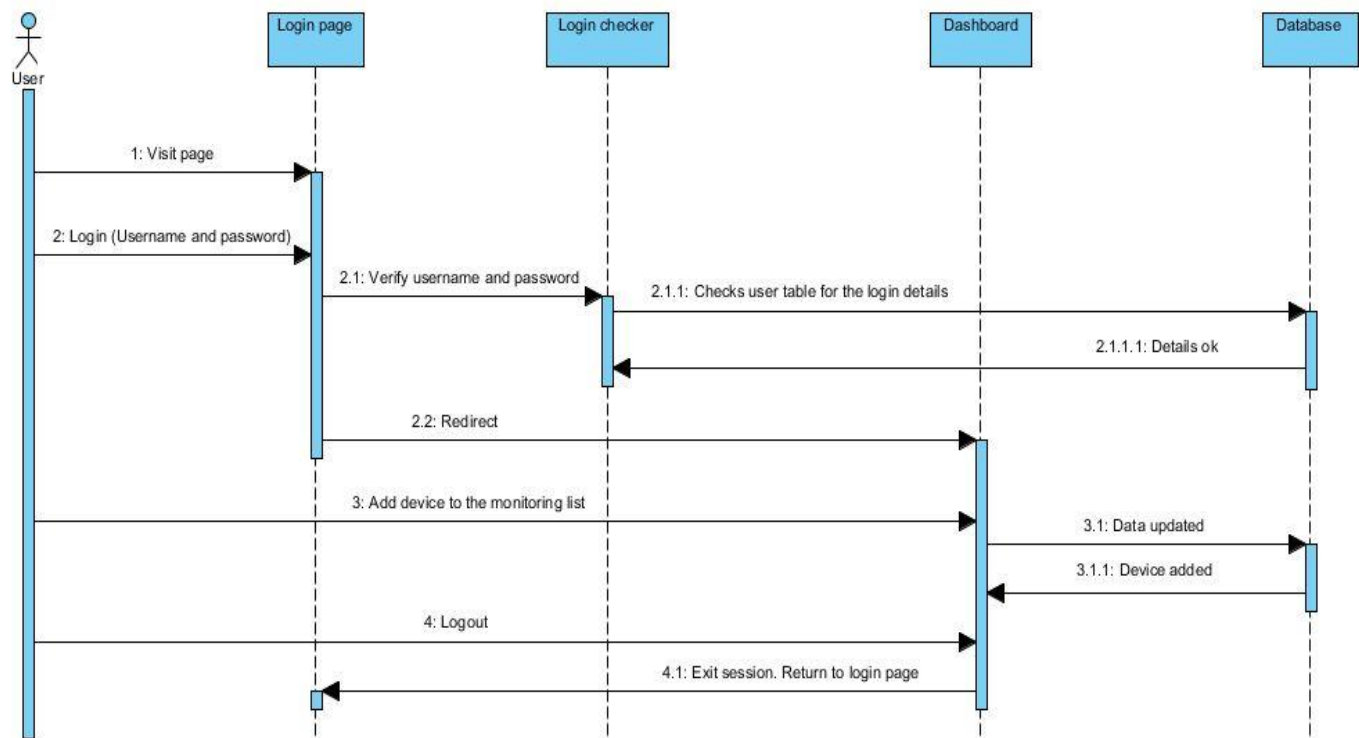 Login page
Login checker
Dashboard
Database
User
1: Visit page
2: Login (Username and password)
2.1: Verify username and password
2.1.1: Checks user table for the login details
2.1.1.1: Details ok
2.2: Redirect
3: Add device to the monitoring list
3.1: Data updated
3.1.1: Device added
4: Logout
4.1: Exit session. Return to login page